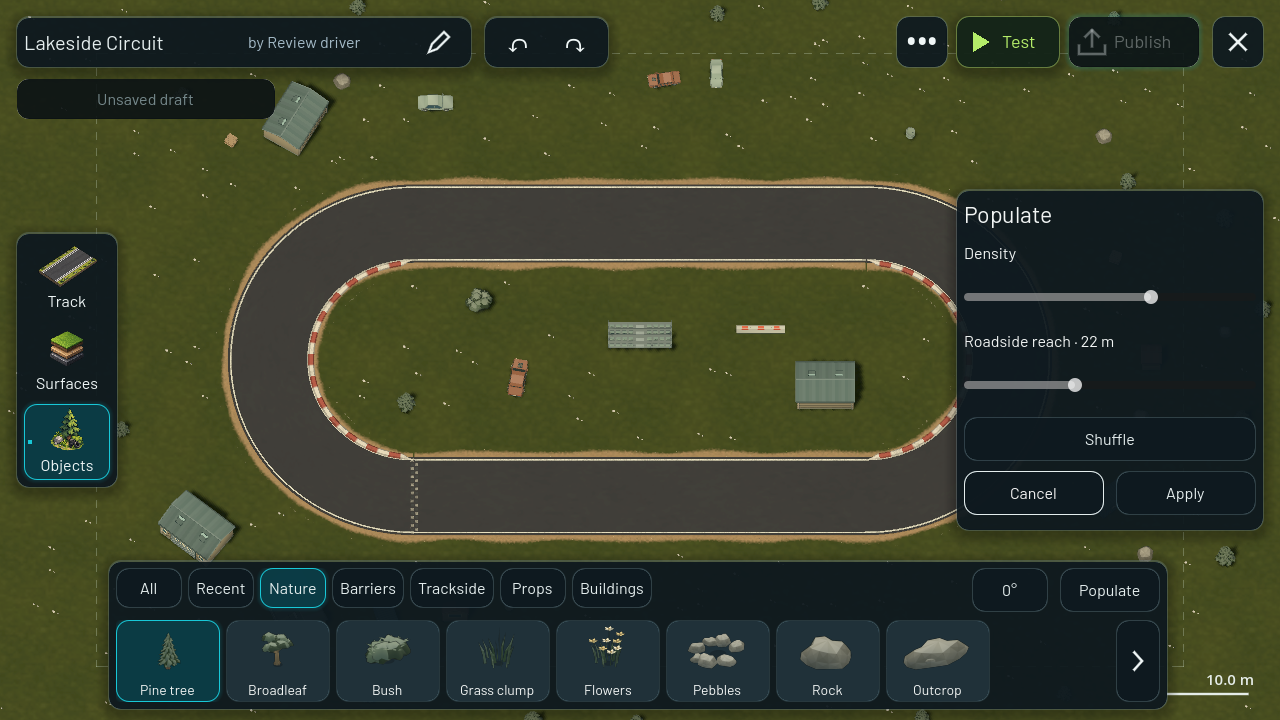 Lakeside Circuit
by Review driver
Test
Publish
Unsaved draft
Track
Surfaces
Objects
Populate
Density
Roadside reach · 22 m
Shuffle
Cancel
Apply
All
Recent
Nature
Barriers
Trackside
Props
Buildings
0°
Populate
Pine tree
Broadleaf
Bush
Grass clump
Flowers
Pebbles
Rock
Outcrop
10.0 m